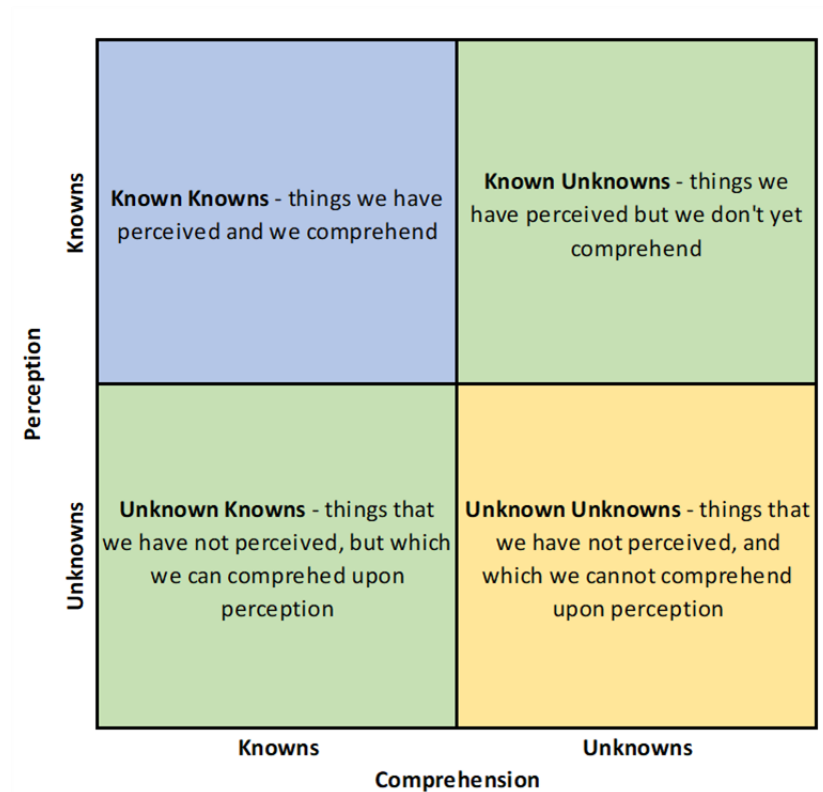 Perception
Knowns
Known Knowns - things we have
perceived and we comprehend
Known Unknowns - things we
have perceived but we don't yet
comprehend
Unknowns
Unknown Knowns - things that
we have not perceived, but which
we can comprehed upon
perception
Unknown Unknowns - things that
we have not perceived, and
which we cannot comprehend
upon perception
Knowns
Unknowns
Comprehension